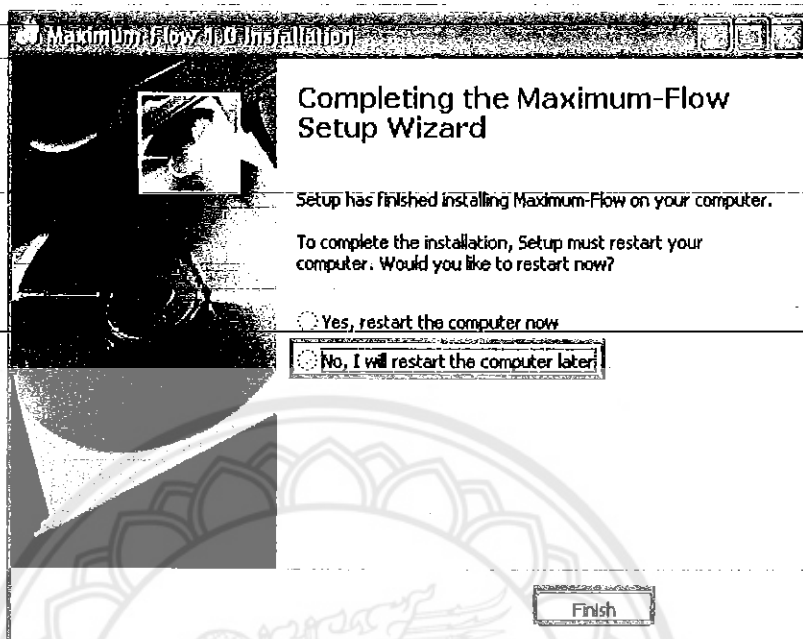 Maximum-Flow 1.0 Installation
Completing the Maximum-Flow
Setup Wizard
Setup has finished installing Maximum-Flow on your computer.
To complete the installation, Setup must restart your
computer. Would you like to restart now?
Yes, restart the computer now
No, I will restart the computer later
Finish